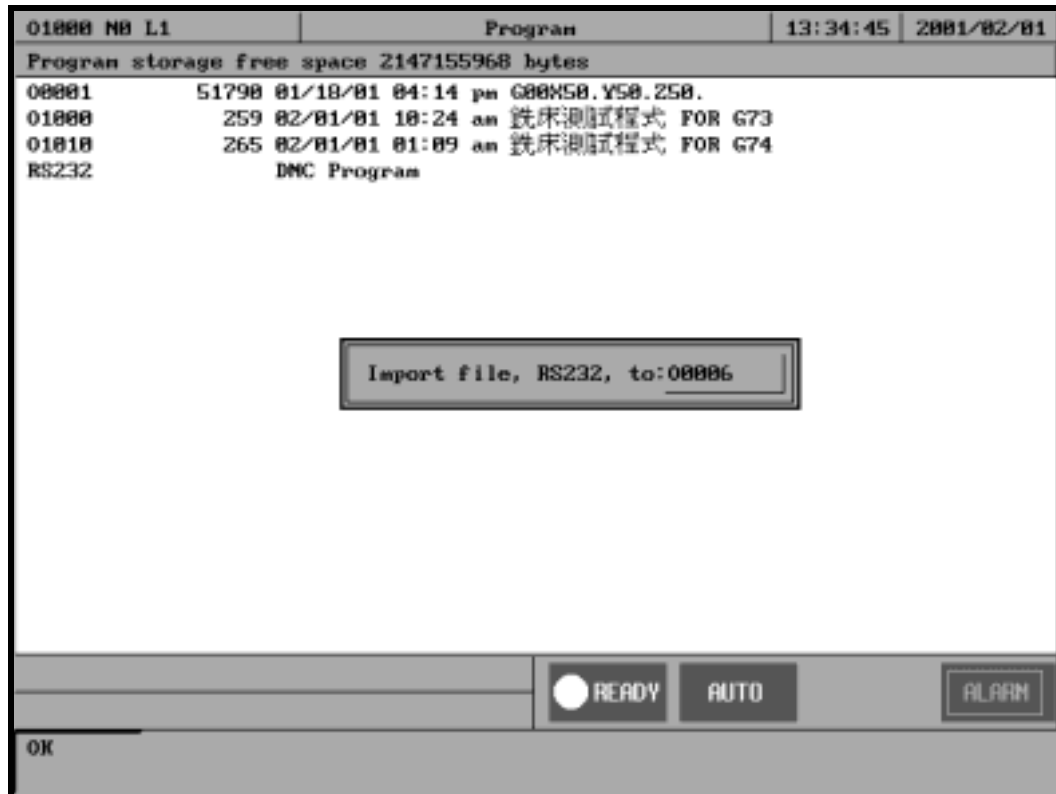 O1000 N0 L1 Program 13:34:45 2001/02/01
Program storage free space 2147155968 bytes
O0001 51790 01/18/01 04:14 pm G00X50.Y50.Z50.
O1000 259 02/01/01 10:24 am 銑床測試程式 FOR G73
O1010 265 02/01/01 01:09 am 銑床測試程式 FOR G74
RS232 DNC Program
Import file, RS232, to:O0006
READY AUTO ALARM
OK